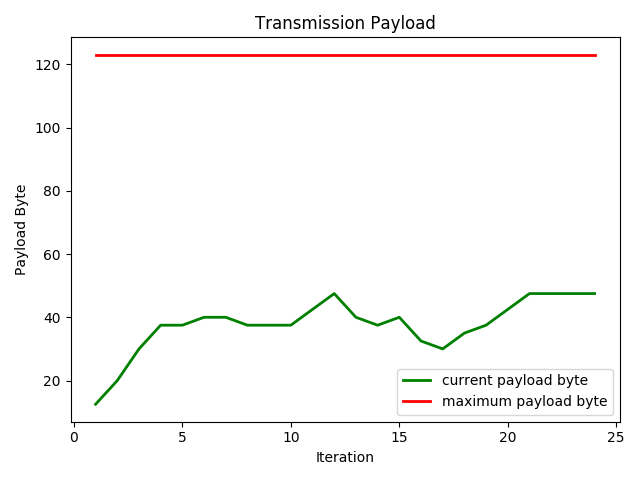 Transmission Payload
120
100
80
60
40
20
Payload Byte
0
5
10
15
20
25
Iteration
current payload byte
maximum payload byte